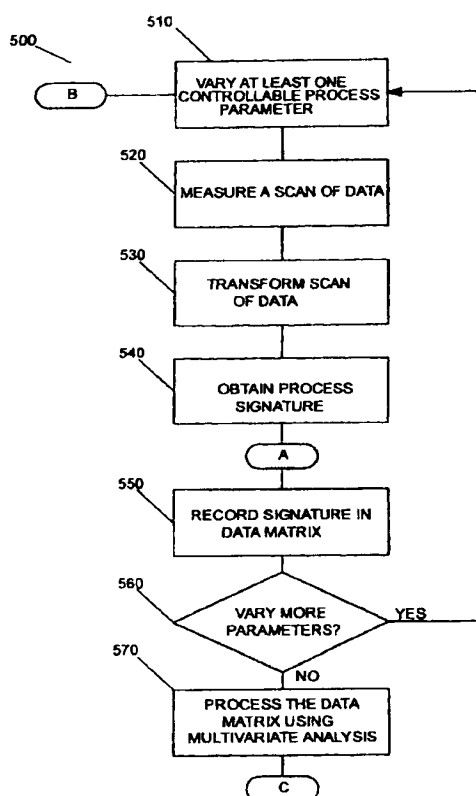 500
510
B
VARY AT LEAST ONE
CONTROLLABLE PROCESS
PARAMETER
520
MEASURE A SCAN OF DATA
530
TRANSFORM SCAN
OF DATA
540
OBTAIN PROCESS
SIGNATURE
A
550
RECORD SIGNATURE IN
DATA MATRIX
560
VARY MORE
PARAMETERS?
YES
570
NO
PROCESS THE DATA
MATRIX USING
MULTIVARIATE ANALYSIS
C